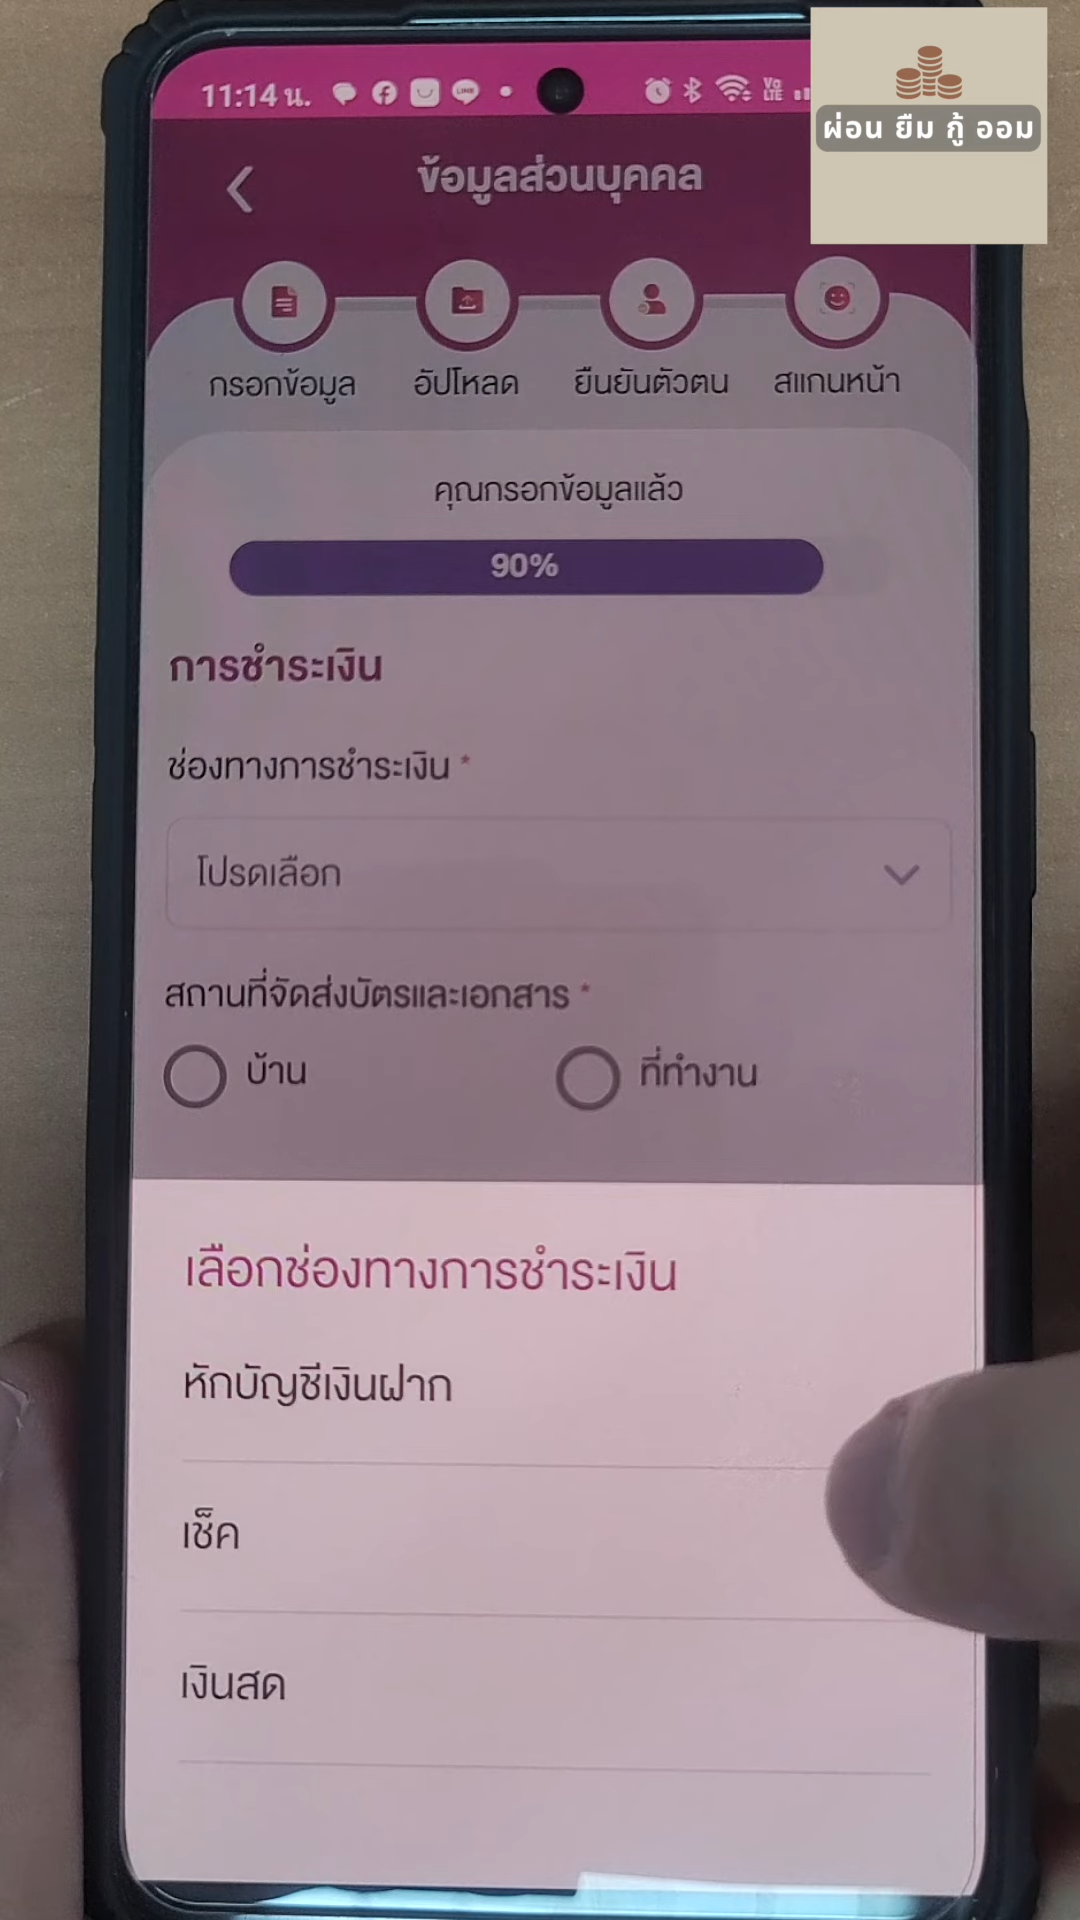 11:14 น.
LINE
Vo
LTE
ผ่อน ยืม กู้ ออม
ข้อมูลส่วนบุคคล
กรอกข้อมูล
อัปโหลด
ยืนยันตัวตน
สแกนหน้า
คุณกรอกข้อมูลแล้ว
90%
การชำระเงิน
ช่องทางการชำระเงิน *
โปรดเลือก
สถานที่จัดส่งบัตรและเอกสาร *
บ้าน
ที่ทำงาน
เลือกช่องทางการชำระเงิน
หักบัญชีเงินฝาก
เช็ค
เงินสด